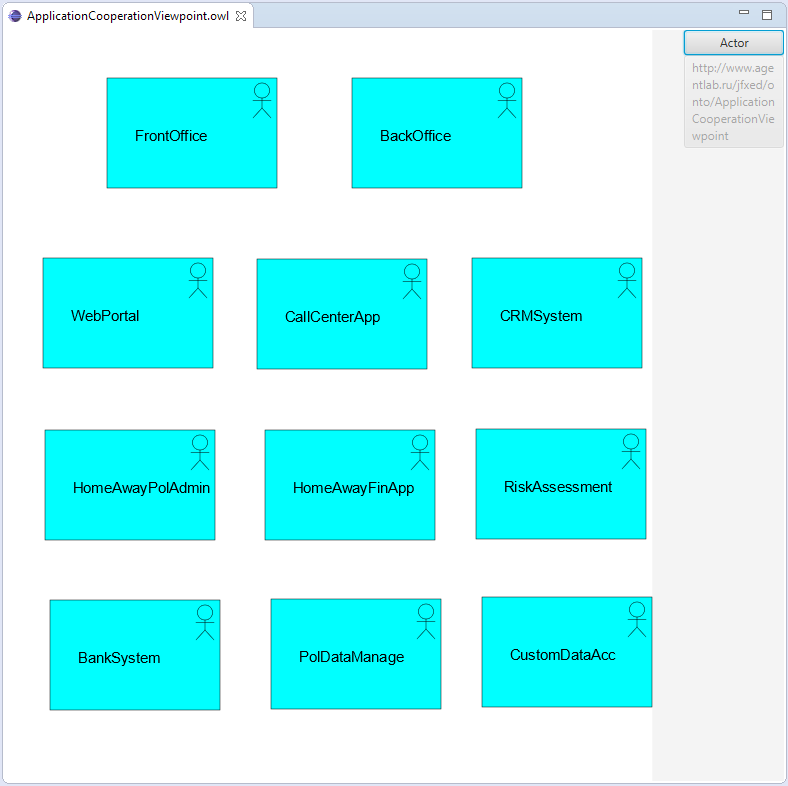 ApplicationCooperationViewpoint.owl
Actor
http://www.age
ntlab.ru/jfxed/o
nto/Application
CooperationVie
wpoint
FrontOffice
BackOffice
WebPortal
CallCenterApp
CRMSystem
HomeAwayPolAdmin
HomeAwayFinApp
RiskAssessment
BankSystem
PolDataManage
CustomDataAcc